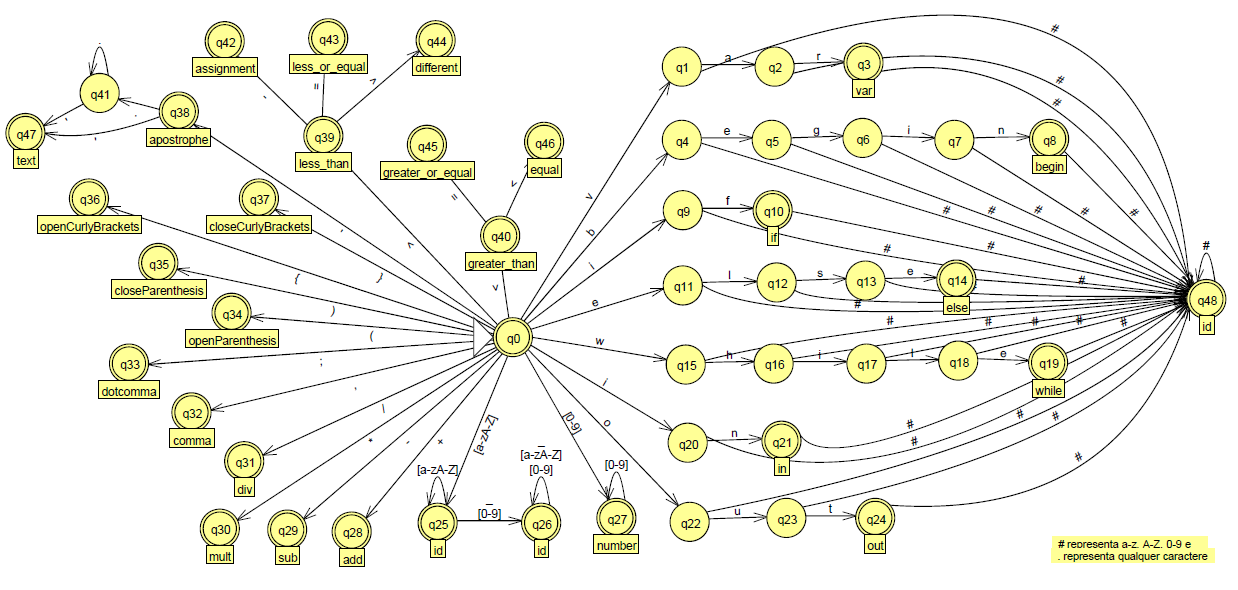 q42
assignment
q43
less_or_equal
q44
different
'
=
>
.
q41
q47
text
'
.
'
q38
apostrophe
q39
less_than
q45
greater_or_equal
q46
equal
=
q40
greater_than
q36
openCurlyBrackets
q37
closeCurlyBrackets
q35
closeParenthesis
q34
openParenthesis
q33
dotcomma
q32
comma
q31
div
q30
mult
q29
sub
q28
add
{
}
)
(
;
,
/
*
-
+
'
<
q0
v
b
i
e
w
i
o
[0-9]
[a-zA-Z]
[a-zA-Z]
q25
id
_
[0-9]
[a-zA-Z]
_
[0-9]
q26
id
[0-9]
q27
number
q1
a
q2
r
q3
var
#
#
#
q4
e
q5
g
q6
i
q7
n
q8
begin
#
#
#
#
#
q9
f
q10
if
#
#
q11
l
q12
s
q13
e
q14
else
#
#
q15
h
q16
i
q17
l
q18
e
q19
while
#
#
#
#
#
q20
n
q21
in
#
#
q22
u
q23
t
q24
out
#
#
#
#
q48
id
# representa a-z, A-Z, 0-9 e
. representa qualquer caractere